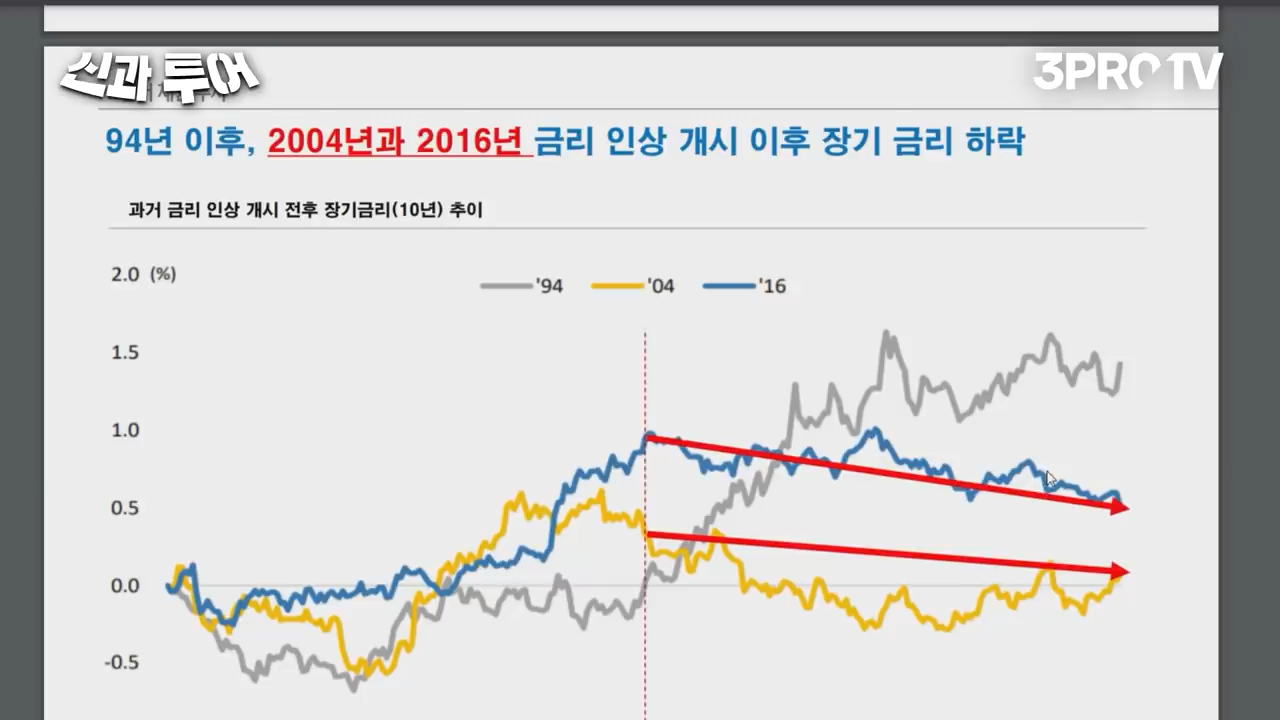 신과 투어
3PROTV
94년 이후, 2004년과 2016년 금리 인상 개시 이후 장기 금리 하락
과거 금리 인상 개시 전후 장기금리(10년) 추이
2.0 (%)
'94 '04 '16
1.5
1.0
0.5
0.0
-0.5